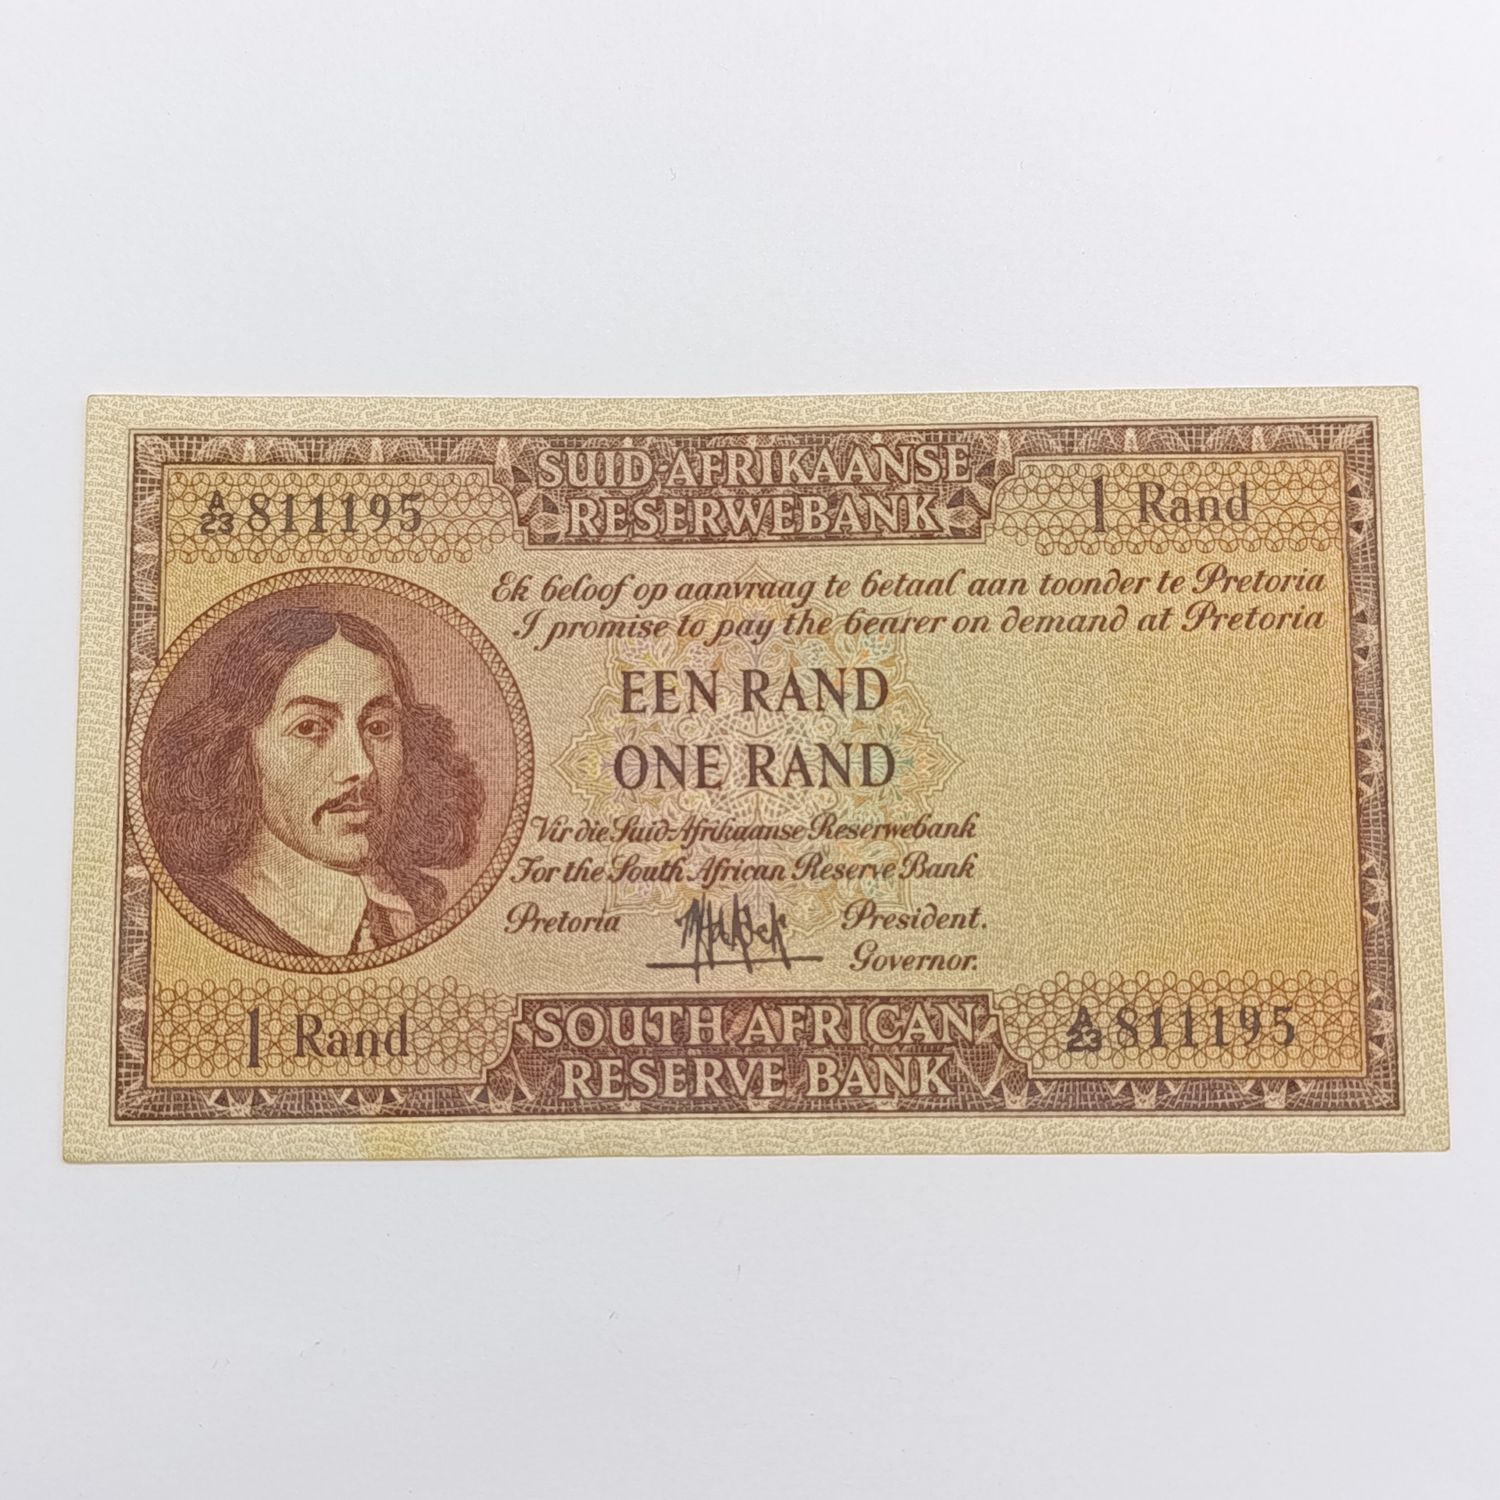 SUID-AFRIKAANSE
RESERWEBANK
A/23 811195
1 Rand
Ek beloof op aanvraag te betaal aan toonder te Pretoria
I promise to pay the bearer on demand at Pretoria
EEN RAND
ONE RAND
Vir die Suid-Afrikaanse Reserwebank
For the South African Reserve Bank
Pretoria
President.
Governor.
1 Rand
SOUTH AFRICAN
RESERVE BANK
A/23 811195